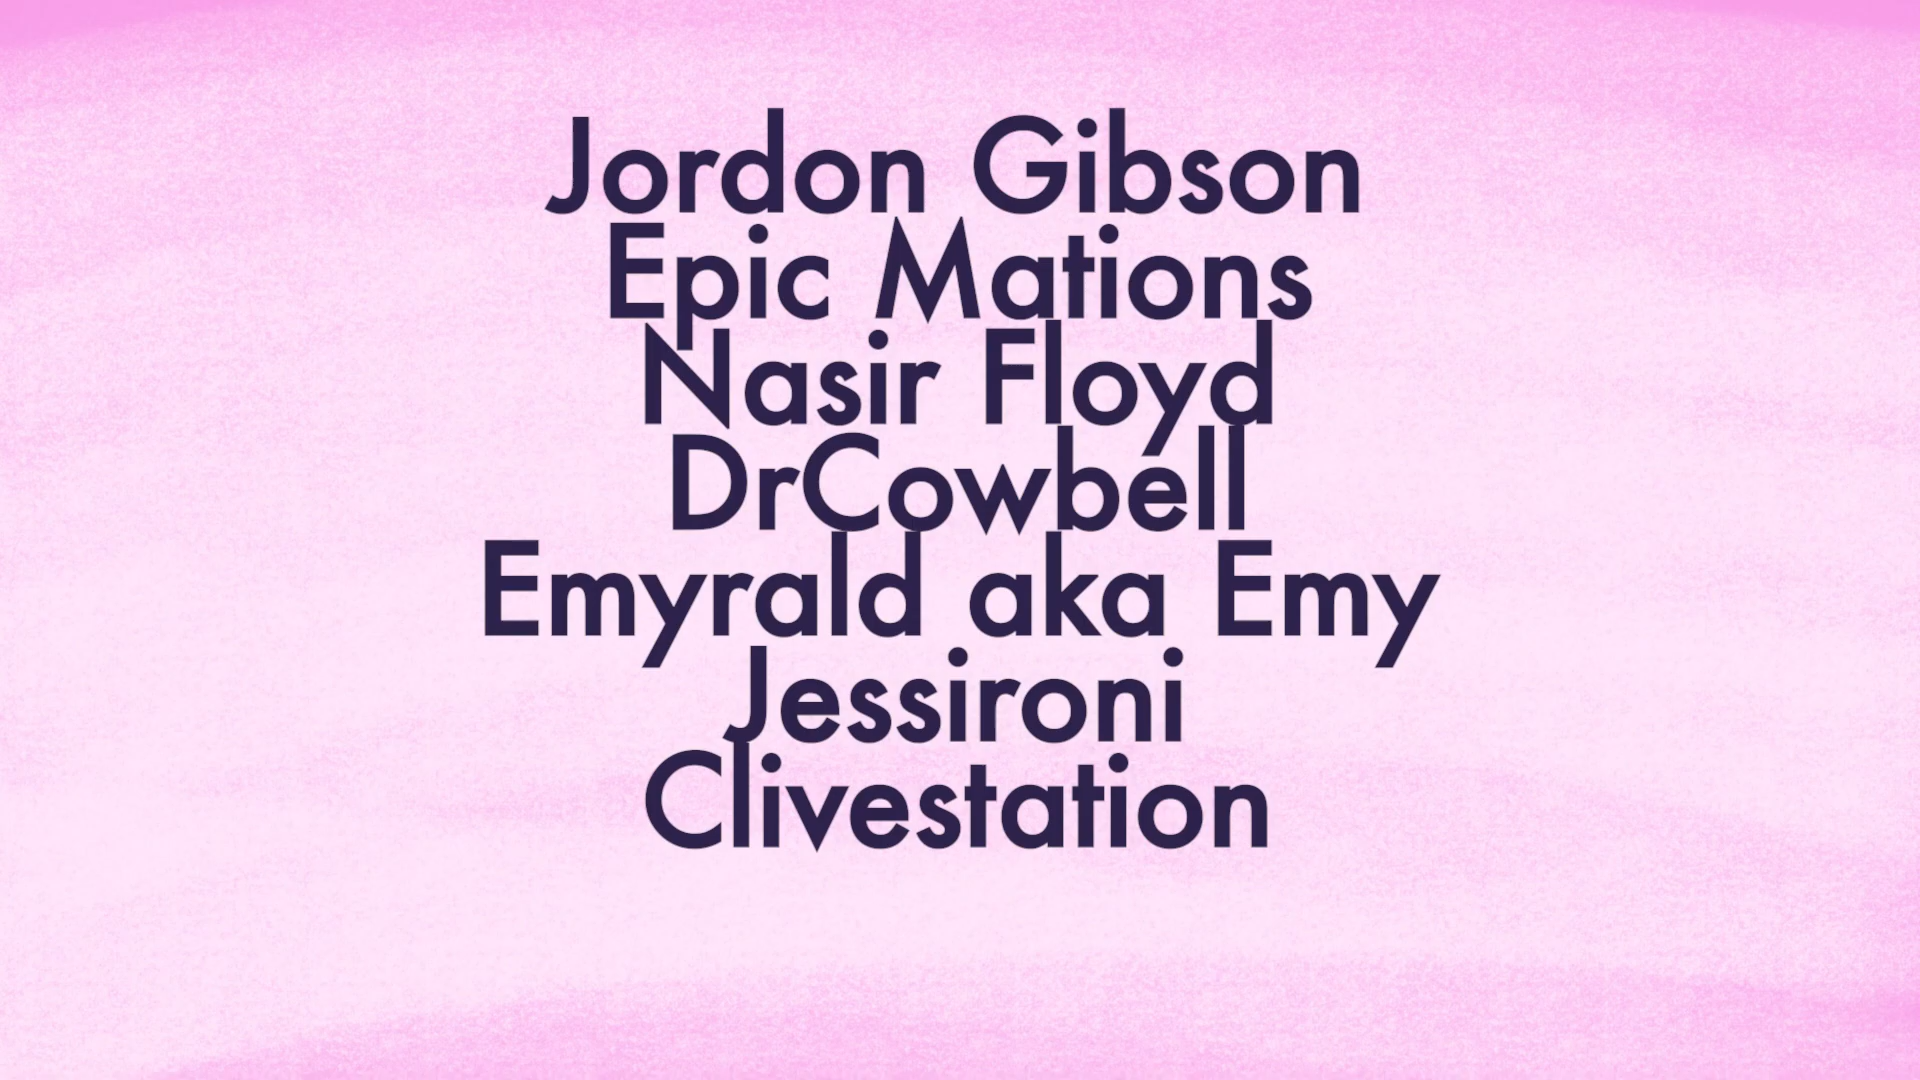 Jordon Gibson
Epic Mations
Nasir Floyd
DrCowbell
Emyrald aka Emy
Jessironi
Clivestation